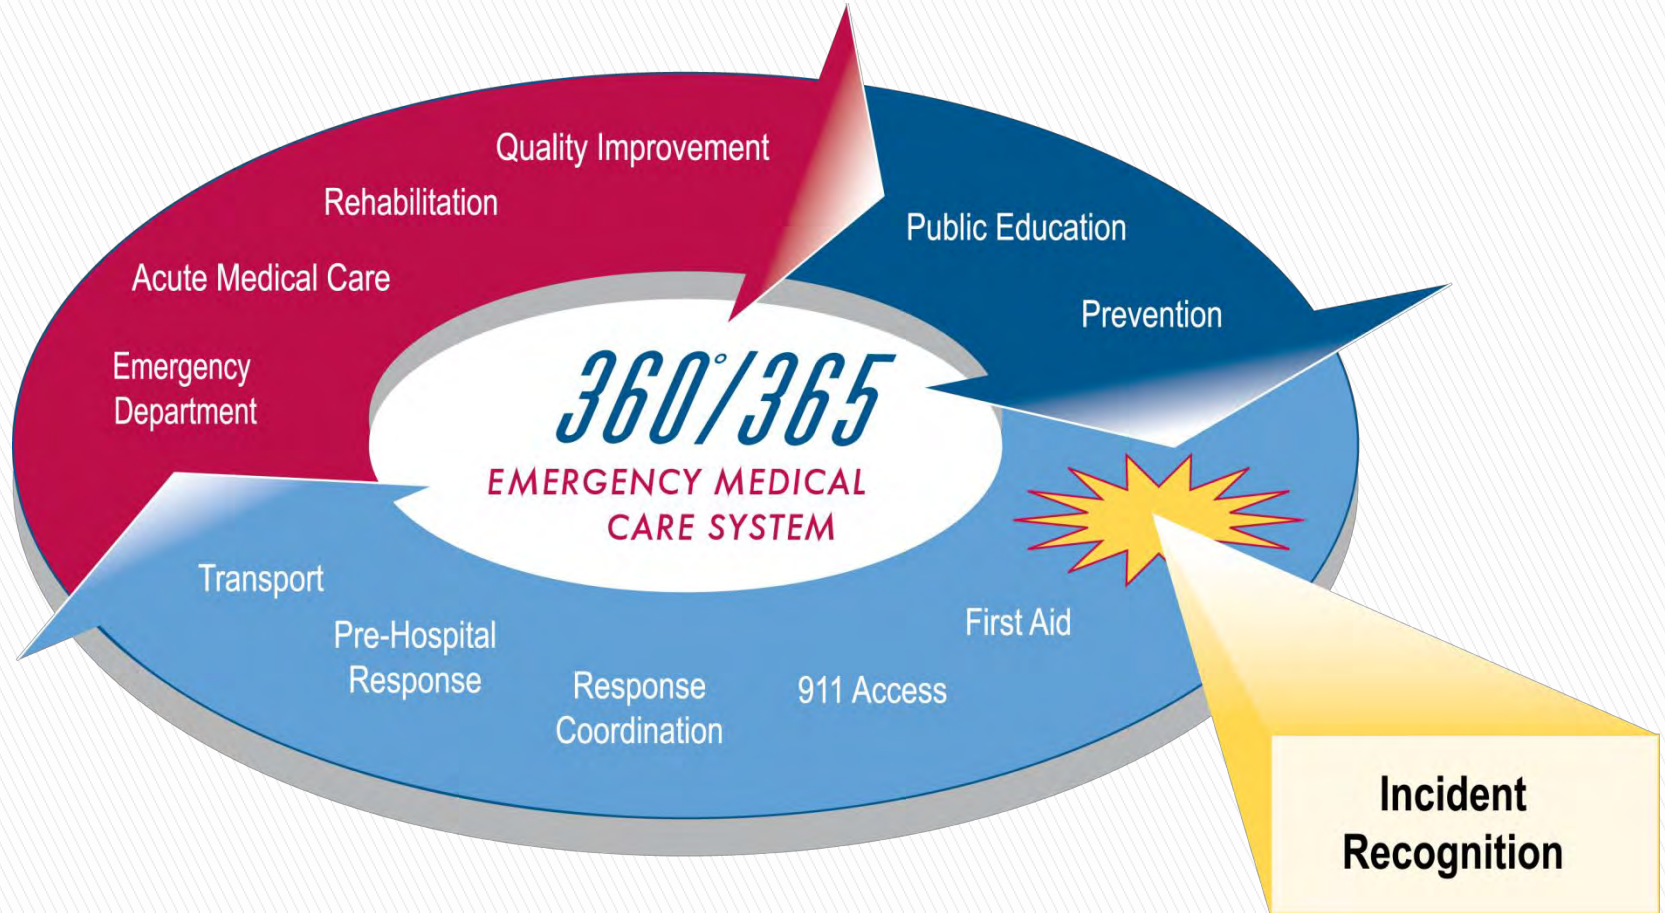 Quality Improvement
Rehabilitation
Acute Medical Care
Emergency
Department
Public Education
Prevention
360°/365
EMERGENCY MEDICAL
CARE SYSTEM
Transport
Pre-Hospital
Response
Response
Coordination
911 Access
First Aid
Incident
Recognition